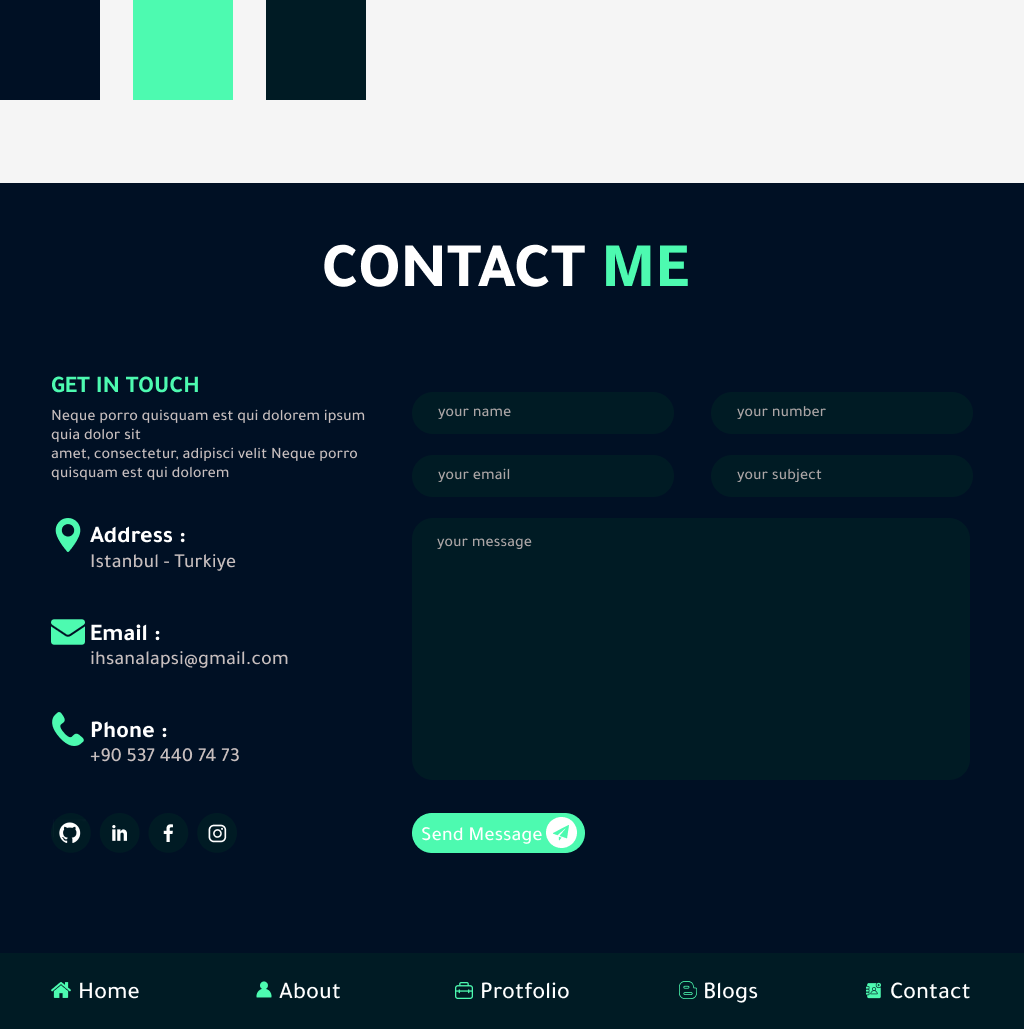 CONTACT ME
GET IN TOUCH
Neque porro quisquam est qui dolorem ipsum
quia dolor sit
amet, consectetur, adipisci velit Neque porro
quisquam est qui dolorem
Address :
Istanbul - Turkiye
Email :
ihsanalapsi@gmail.com
Phone :
+90 537 440 74 73
in
f
your name
your number
your email
your subject
your message
Send Message
Home
About
Protfolio
Blogs
Contact